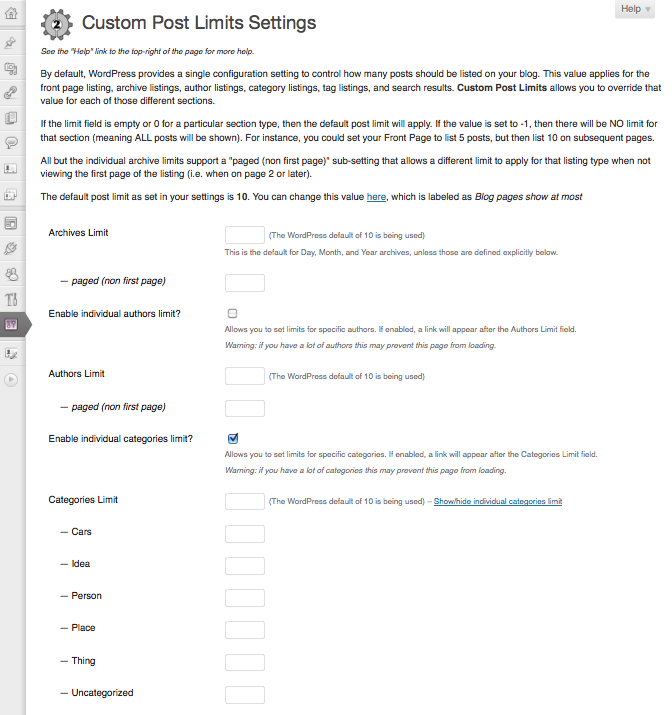 Help
2
Custom Post Limits Settings
See the "Help" link to the top-right of the page for more help.
By default, WordPress provides a single configuration setting to control how many posts should be listed on your blog. This value applies for the
front page listing, archive listings, author listings, category listings, tag listings, and search results. Custom Post Limits allows you to override that
value for each of those different sections.
If the limit field is empty or 0 for a particular section type, then the default post limit will apply. If the value is set to -1, then there will be NO limit for
that section (meaning ALL posts will be shown). For instance, you could set your Front Page to list 5 posts, but then list 10 on subsequent pages.
All but the individual archive limits support a "paged (non first page)" sub-setting that allows a different limit to apply for that listing type when not
viewing the first page of the listing (i.e. when on page 2 or later).
The default post limit as set in your settings is 10. You can change this value here, which is labeled as Blog pages show at most
Archives Limit
(The WordPress default of 10 is being used)
This is the default for Day, Month, and Year archives, unless those are defined explicitly below.
— paged (non first page)
Enable individual authors limit?
Allows you to set limits for specific authors. If enabled, a link will appear after the Authors Limit field.
Warning: if you have a lot of authors this may prevent this page from loading.
Authors Limit
(The WordPress default of 10 is being used)
— paged (non first page)
Enable individual categories limit?
Allows you to set limits for specific categories. If enabled, a link will appear after the Categories Limit field.
Warning: if you have a lot of categories this may prevent this page from loading.
Categories Limit
(The WordPress default of 10 is being used) – Show/hide individual categories limit
— Cars
— Idea
— Person
— Place
— Thing
— Uncategorized